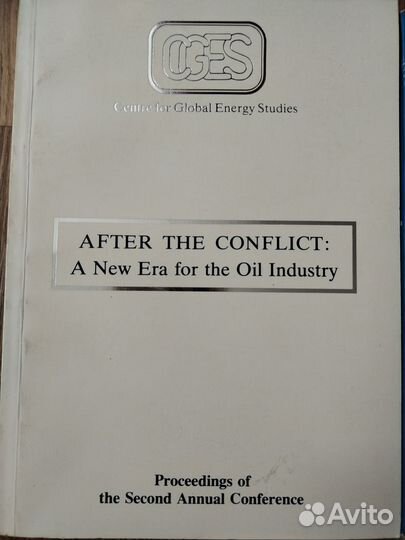 CGES
Centre for Global Energy Studies
AFTER THE CONFLICT:
A New Era for the Oil Industry
Proceedings of
the Second Annual Conference
Avito